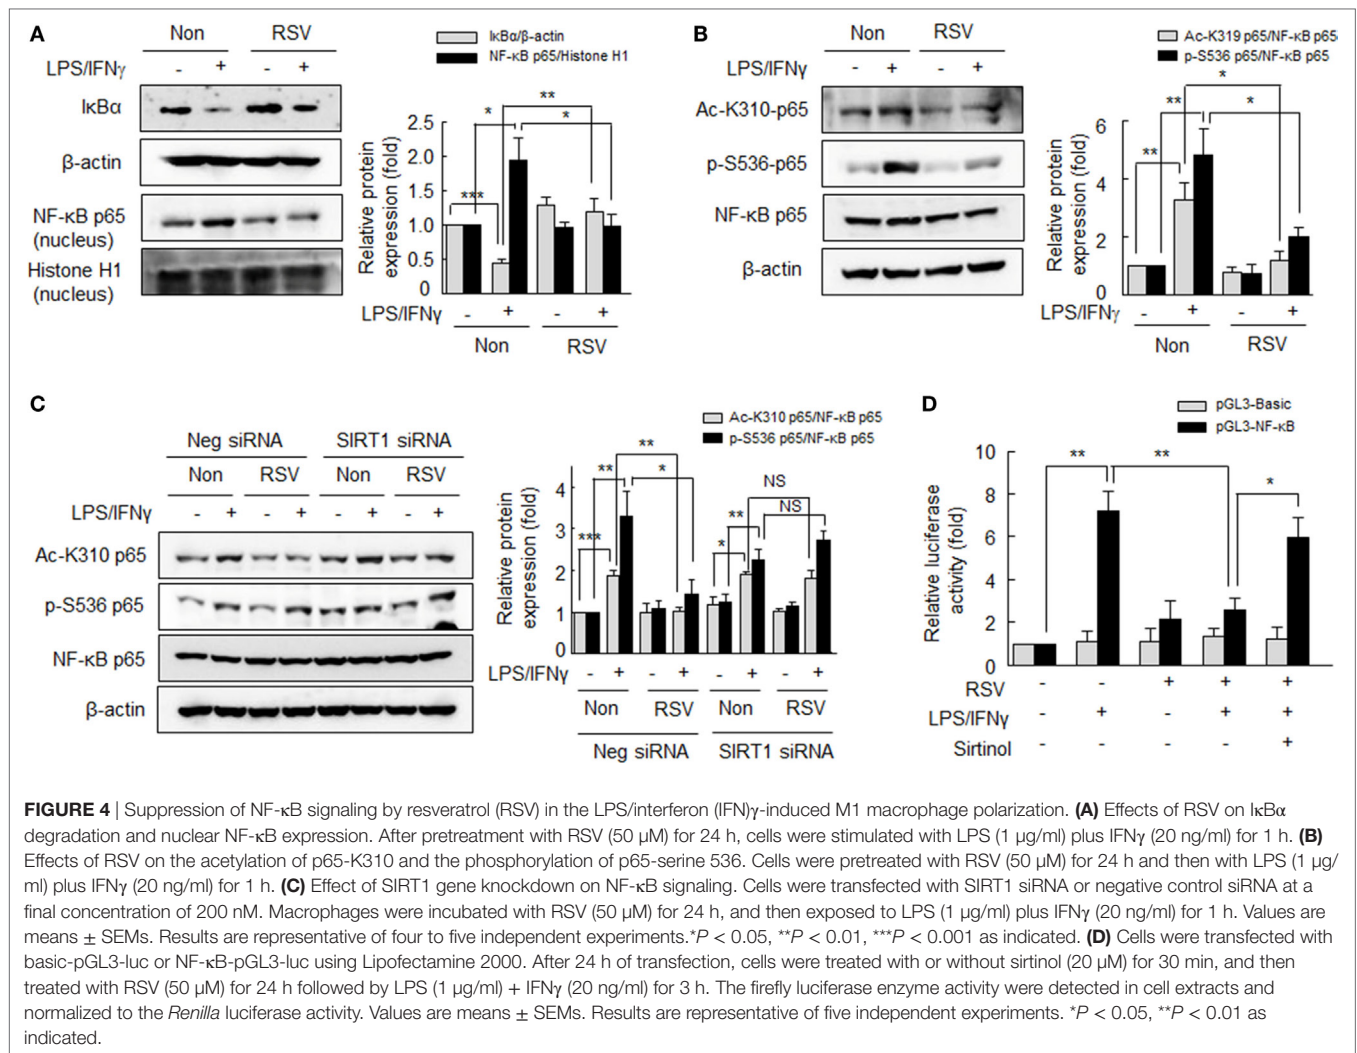 A
Non RSV
LPS/IFNγ - + - +
IκBα
β-actin
NF-κB p65
(nucleus)
Histone H1
(nucleus)
IκBα/β-actin
NF-κB p65/Histone H1
Relative protein
expression (fold)
2.5
2.0
1.5
1.0
0.5
0
***
*
**
*
LPS/IFNγ - + - +
Non RSV
B
Non RSV
LPS/IFNγ - + - +
Ac-K310-p65
p-S536-p65
NF-κB p65
β-actin
Ac-K319 p65/NF-κB p65
p-S536 p65/NF-κB p65
Relative protein
expression (fold)
6
4
2
0
**
**
*
*
LPS/IFNγ - + - +
Non RSV
C
Neg siRNA SIRT1 siRNA
Non RSV Non RSV
LPS/IFNγ - + - + - + - +
Ac-K310 p65
p-S536 p65
NF-κB p65
β-actin
Ac-K310 p65/NF-κB p65
p-S536 p65/NF-κB p65
Relative protein
expression (fold)
4
3
2
1
0
***
**
**
*
*
**
NS
NS
LPS/IFNγ - + - + - + - +
Non RSV Non RSV
Neg siRNA SIRT1 siRNA
D
pGL3-Basic
pGL3-NF-κB
Relative luciferase
activity (fold)
10
8
6
4
2
0
**
**
*
RSV - - + + +
LPS/IFNγ - + - + +
Sirtinol - - - - +
FIGURE 4 | Suppression of NF-κB signaling by resveratrol (RSV) in the LPS/interferon (IFN)γ-induced M1 macrophage polarization. (A) Effects of RSV on IκBα
degradation and nuclear NF-κB expression. After pretreatment with RSV (50 μM) for 24 h, cells were stimulated with LPS (1 μg/ml) plus IFNγ (20 ng/ml) for 1 h. (B)
Effects of RSV on the acetylation of p65-K310 and the phosphorylation of p65-serine 536. Cells were pretreated with RSV (50 μM) for 24 h and then with LPS (1 μg/
ml) plus IFNγ (20 ng/ml) for 1 h. (C) Effect of SIRT1 gene knockdown on NF-κB signaling. Cells were transfected with SIRT1 siRNA or negative control siRNA at a
final concentration of 200 nM. Macrophages were incubated with RSV (50 μM) for 24 h, and then exposed to LPS (1 μg/ml) plus IFNγ (20 ng/ml) for 1 h. Values are
means ± SEMs. Results are representative of four to five independent experiments.*P < 0.05, **P < 0.01, ***P < 0.001 as indicated. (D) Cells were transfected with
basic-pGL3-luc or NF-κB-pGL3-luc using Lipofectamine 2000. After 24 h of transfection, cells were treated with or without sirtinol (20 μM) for 30 min, and then
treated with RSV (50 μM) for 24 h followed by LPS (1 μg/ml) + IFNγ (20 ng/ml) for 3 h. The firefly luciferase enzyme activity were detected in cell extracts and
normalized to the Renilla luciferase activity. Values are means ± SEMs. Results are representative of five independent experiments. *P < 0.05, **P < 0.01 as
indicated.